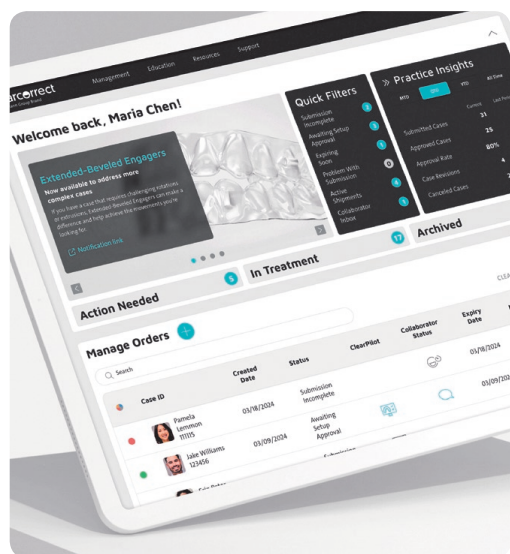 arcorrect
Management
Education
Resources
Support
Welcome back, Maria Chen!
Extended-Beveled Engagers
Now available to address more
complex cases
If you have a case that requires challenging rotations
or extrusions, Extended-Beveled Engagers can make a
difference and help achieve the movements you're
looking for.
Notification link
Quick Filters
Submission
Incomplete
Awaiting Setup
Approval
Expiring
Soon
Problem With
Submission
0
Active
Shipments
Collaborator
Inbox
Practice Insights
MTD
YTD
All Time
Current
Submitted Cases
31
Approved Cases
25
Approval Rate
80%
Case Revisions
4
Canceled Cases
Action Needed
5
In Treatment
17
Archived
Manage Orders
+
Search
Case ID
Created
Date
Status
ClearPilot
Collaborator
Status
Expiry
Date
Pamela
Lemmon
111115
03/18/2024
Submission
Incomplete
03/18/2024
Jake Williams
123456
03/09/2024
Awaiting
Setup
Approval